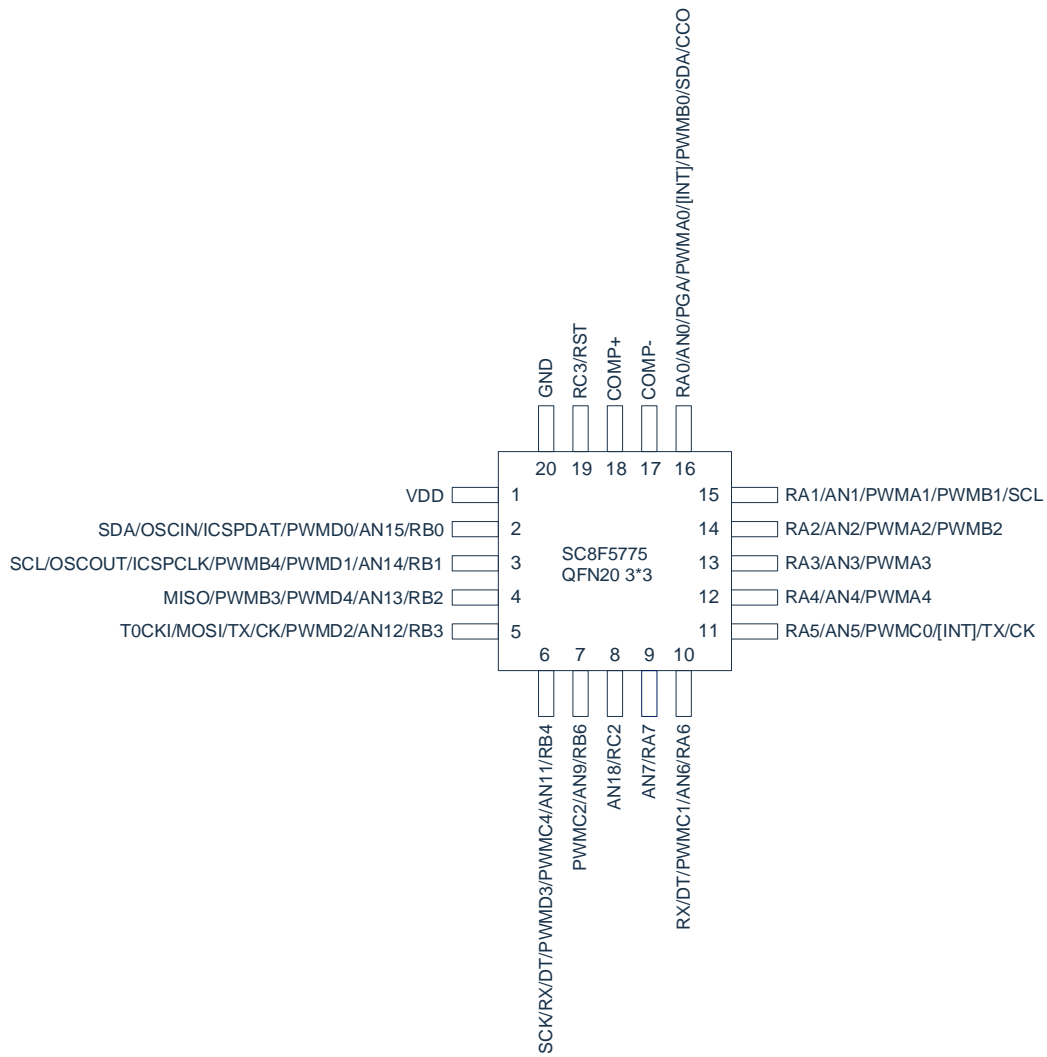 RA0/AN0/PGA/PWMA0/[INT]/PWMB0/SDA/CCO
COMP-
COMP+
RC3/RST
GND
20 19 18 17 16
VDD 1 15 RA1/AN1/PWMA1/PWMB1/SCL
SDA/OSCIN/ICSPDAT/PWMD0/AN15/RB0 2 14 RA2/AN2/PWMA2/PWMB2
SCL/OSCOUT/ICSPCLK/PWMB4/PWMD1/AN14/RB1 3 13 RA3/AN3/PWMA3
MISO/PWMB3/PWMD4/AN13/RB2 4 12 RA4/AN4/PWMA4
T0CKI/MOSI/TX/CK/PWMD2/AN12/RB3 5 11 RA5/AN5/PWMC0/[INT]/TX/CK
SC8F5775
QFN20 3*3
6 7 8 9 10
SCK/RX/DT/PWMD3/PWMC4/AN11/RB4
PWMC2/AN9/RB6
AN18/RC2
AN7/RA7
RX/DT/PWMC1/AN6/RA6